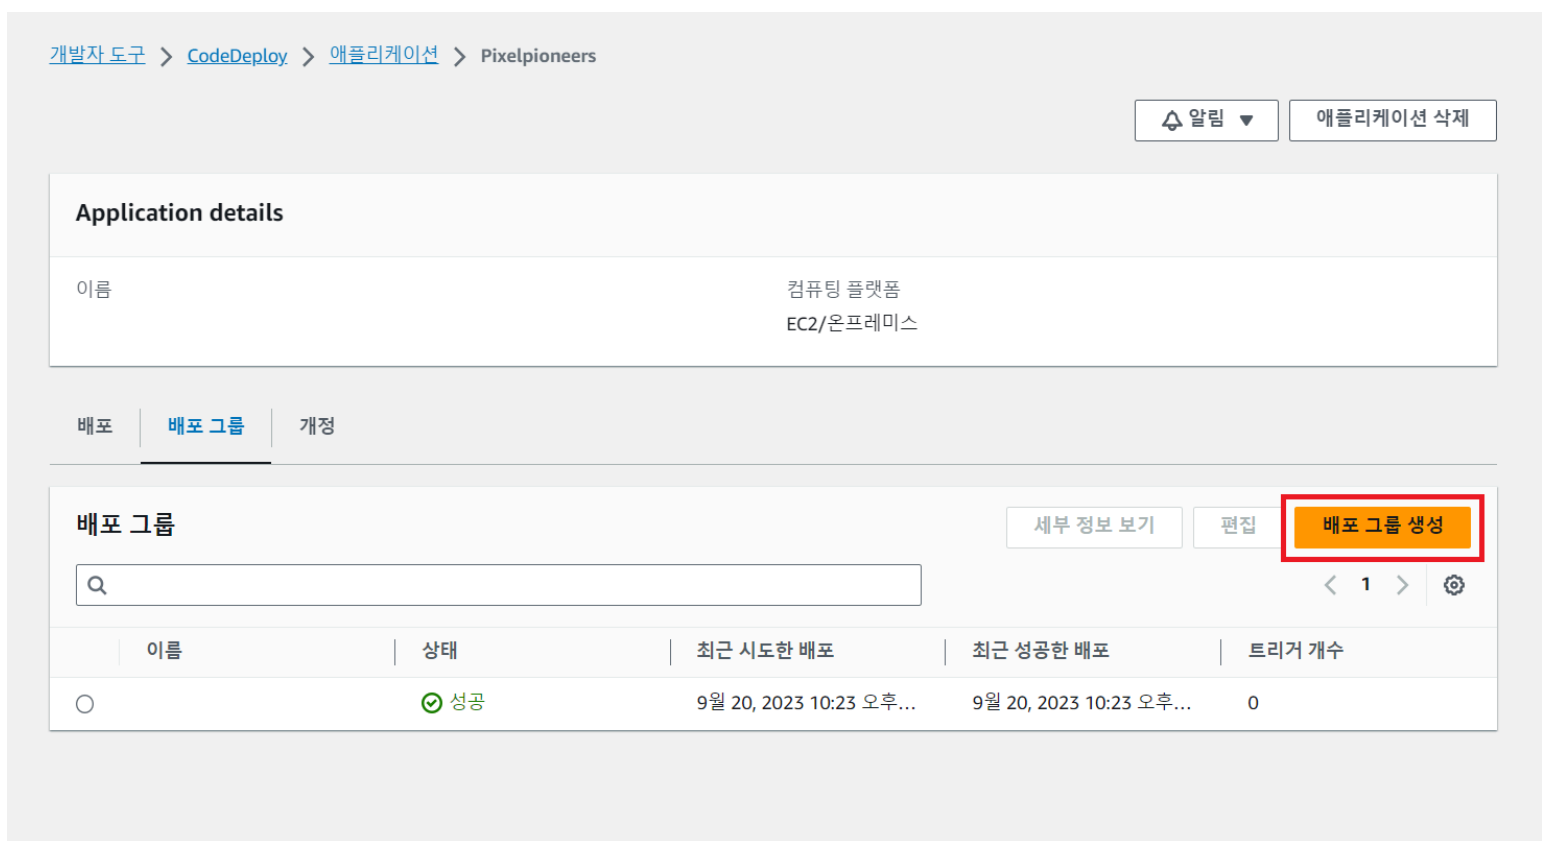 개발자 도구 > CodeDeploy > 애플리케이션 > Pixelpioneers
알림 ▼ 애플리케이션 삭제
Application details
이름 컴퓨팅 플랫폼
EC2/온프레미스
배포 배포 그룹 개정
배포 그룹 세부 정보 보기 편집 배포 그룹 생성
< 1 >
이름 상태 최근 시도한 배포 최근 성공한 배포 트리거 개수
성공 9월 20, 2023 10:23 오후... 9월 20, 2023 10:23 오후... 0